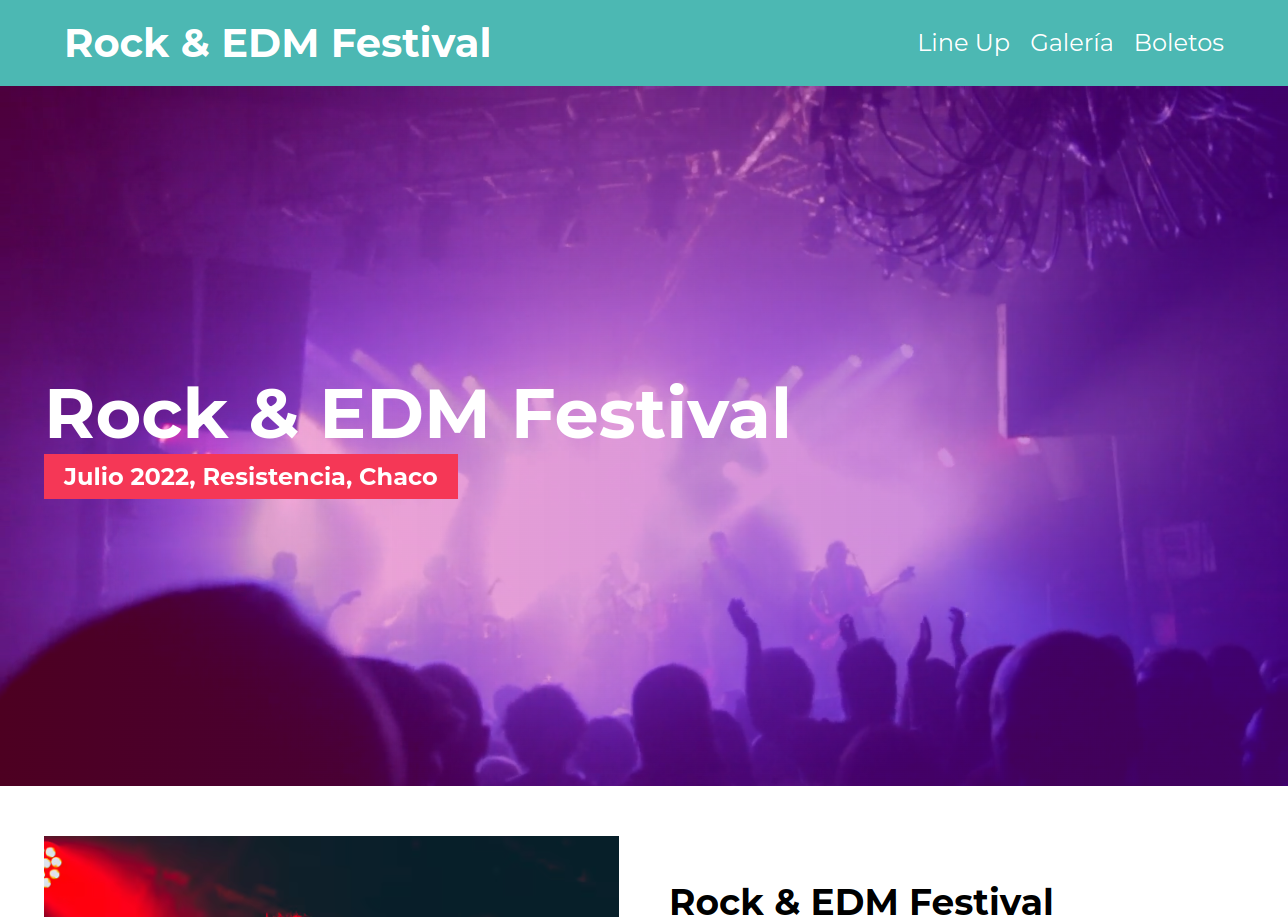 Rock & EDM Festival
Line Up Galería Boletos
Rock & EDM Festival
Julio 2022, Resistencia, Chaco
Rock & EDM Festival